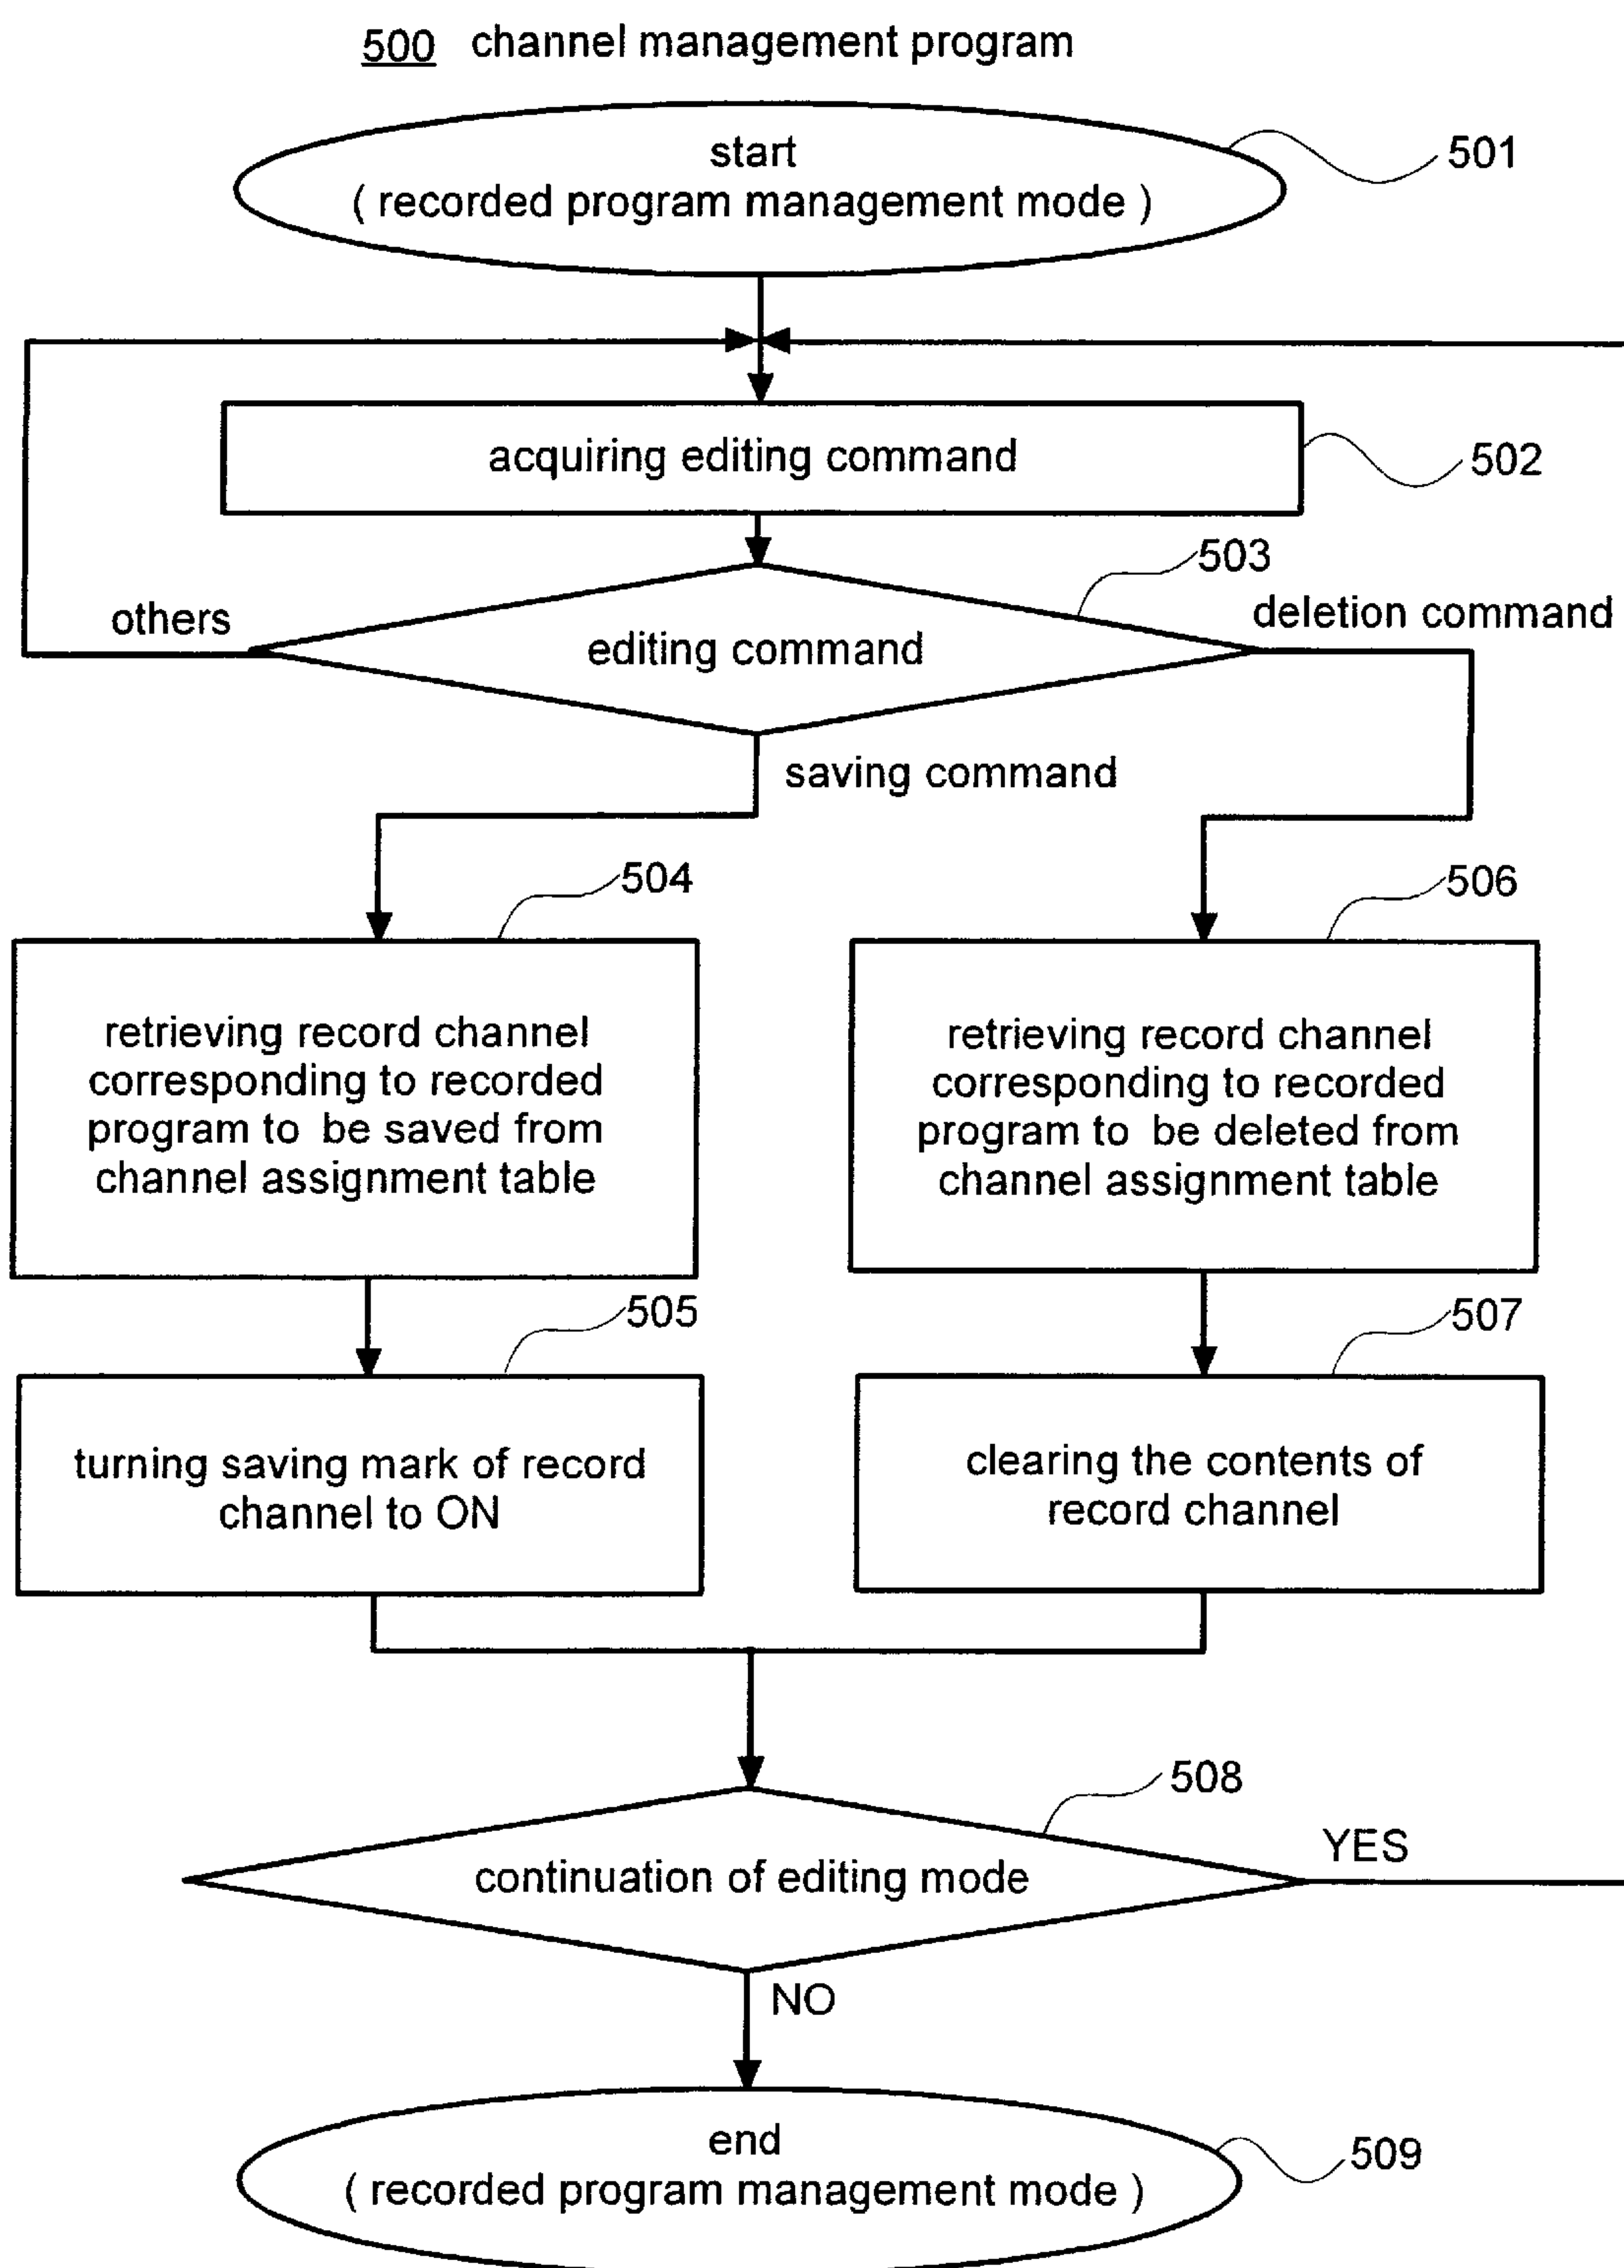 500 channel management program
start
( recorded program management mode )
501
acquiring editing command
502
503
others
editing command
deletion command
saving command
504
506
retrieving record channel
corresponding to recorded
program to be saved from
channel assignment table
retrieving record channel
corresponding to recorded
program to be deleted from
channel assignment table
505
507
turning saving mark of record
channel to ON
clearing the contents of
record channel
508
continuation of editing mode
YES
NO
end
( recorded program management mode )
509